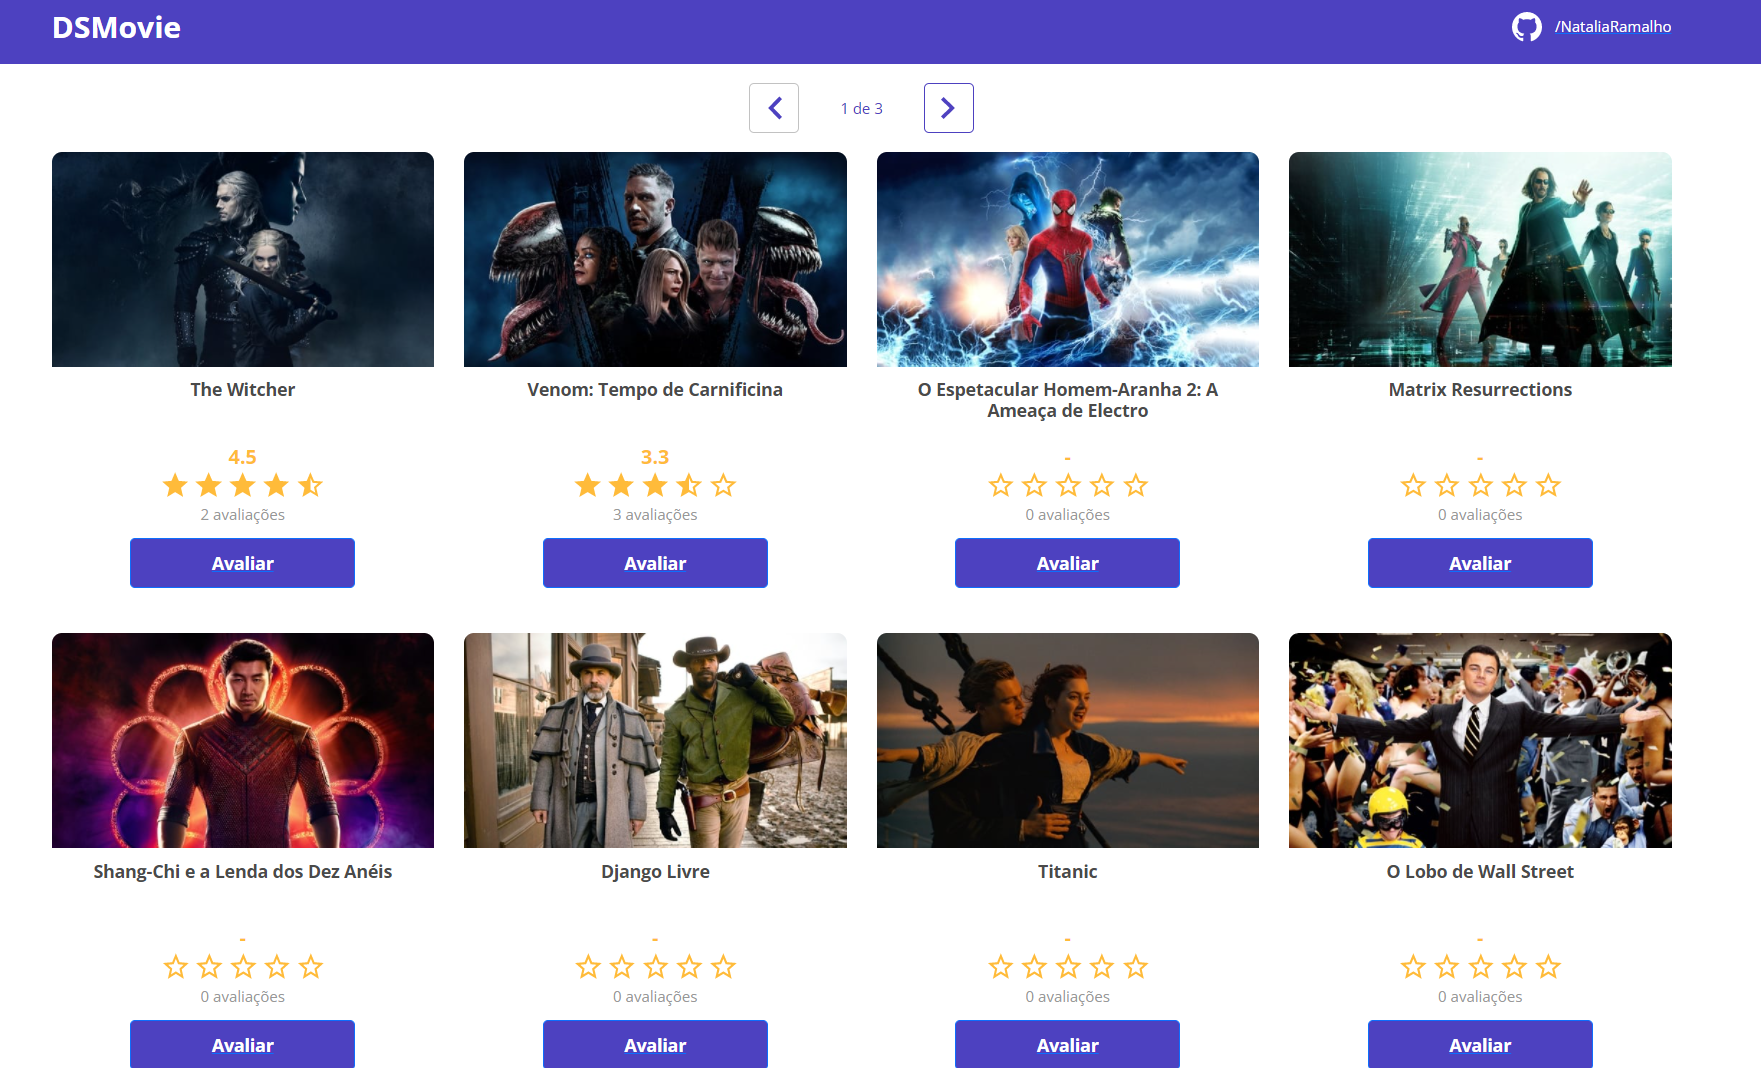 DSMovie
/NataliaRamalho
1 de 3
The Witcher
Venom: Tempo de Carnificina
O Espetacular Homem-Aranha 2: A
Ameaça de Electro
Matrix Resurrections
4.5
3.3
-
-
2 avaliações
3 avaliações
0 avaliações
0 avaliações
Avaliar
Avaliar
Avaliar
Avaliar
Shang-Chi e a Lenda dos Dez Anéis
Django Livre
Titanic
O Lobo de Wall Street
-
-
-
-
0 avaliações
0 avaliações
0 avaliações
0 avaliações
Avaliar
Avaliar
Avaliar
Avaliar